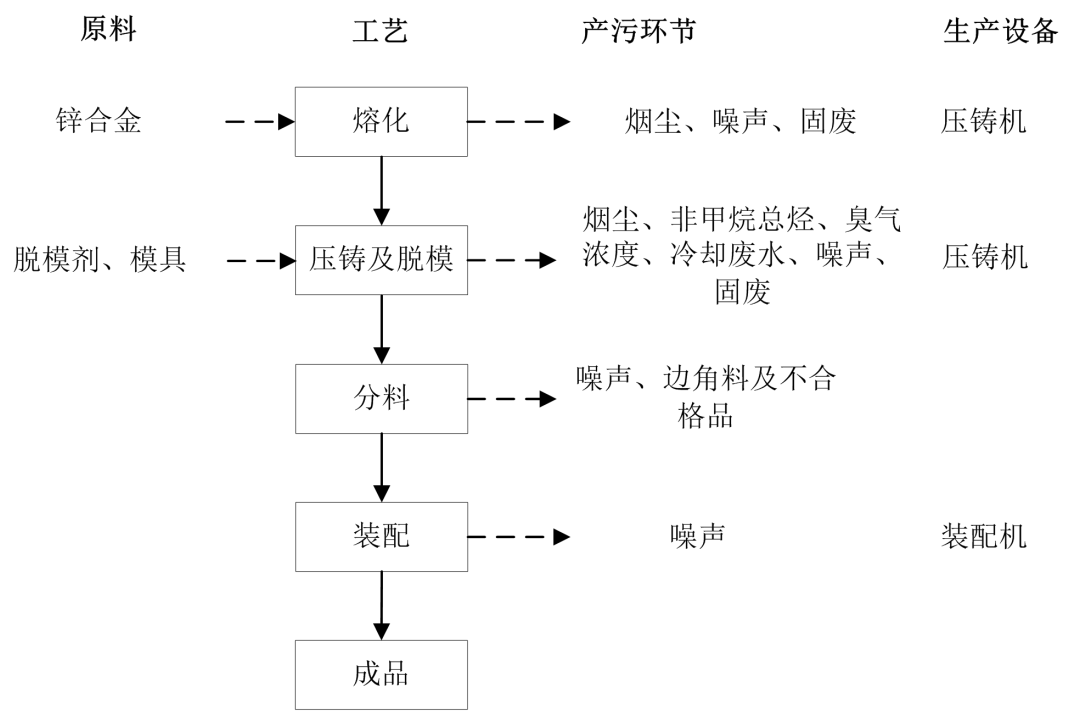 原料 工艺 产污环节 生产设备
锌合金 熔化 烟尘、噪声、固废 压铸机
脱模剂、模具 压铸及脱模 烟尘、非甲烷总烃、臭气
浓度、冷却废水、噪声、
固废 压铸机
分料 噪声、边角料及不合
格品
装配 噪声 装配机
成品